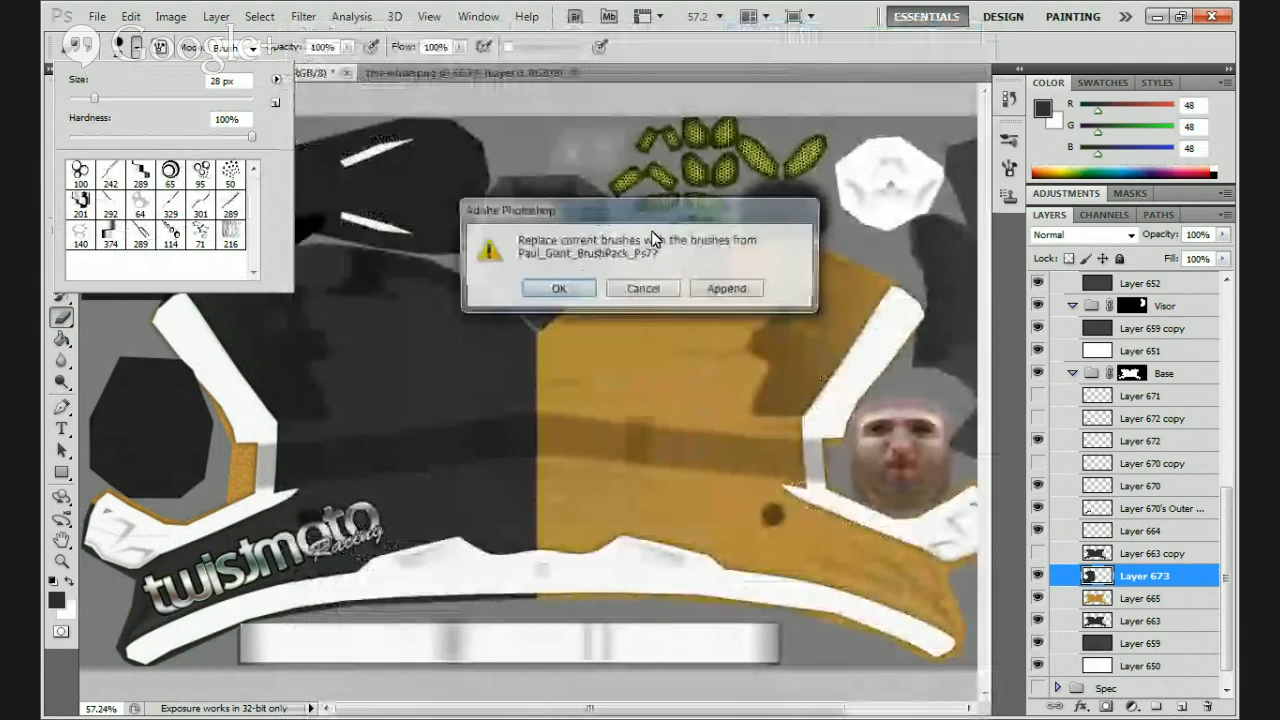 Ps File Edit Image Layer Select Filter Analysis 3D View Window Help Br Mb 57.2 ESSENTIALS DESIGN PAINTING
Google+
Brush Opacity: 100% Flow: 100%
Size: 28 px
Hardness: 100%
100 242 289 65 95 50
201 292 64 329 301 289
140 374 289 114 71 216
Adobe Photoshop
Replace current brushes with the brushes from
Paul_Giant_BrushPack_Ps7?
OK Cancel Append
twistmoto
Racing
COLOR SWATCHES STYLES
R 48
G 48
B 48
ADJUSTMENTS MASKS
LAYERS CHANNELS PATHS
Normal Opacity: 100%
Lock: Fill: 100%
Layer 652
Visor
Layer 659 copy
Layer 651
Base
Layer 671
Layer 672 copy
Layer 672
Layer 670 copy
Layer 670
Layer 670's Outer ...
Layer 664
Layer 663 copy
Layer 673
Layer 665
Layer 663
Layer 659
Layer 650
Spec
57.24% Exposure works in 32-bit only